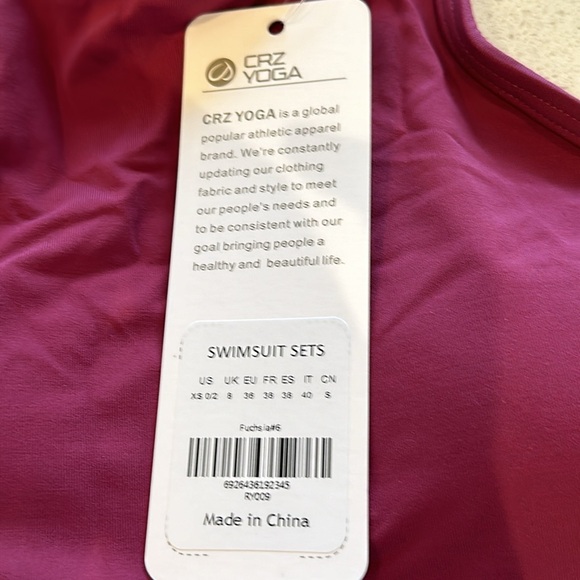 CRZ
YOGA
CRZ YOGA is a global
popular athletic apparel
brand. We're constantly
updating our clothing
fabric and style to meet
our people's needs and
to be consistent with our
goal bringing people a
healthy and beautiful life.
SWIMSUIT SETS
US UK EU FR ES IT CN
XS 0/2 8 36 38 38 40 S
Fuchsia#6
6926436192345
RY009
Made in China